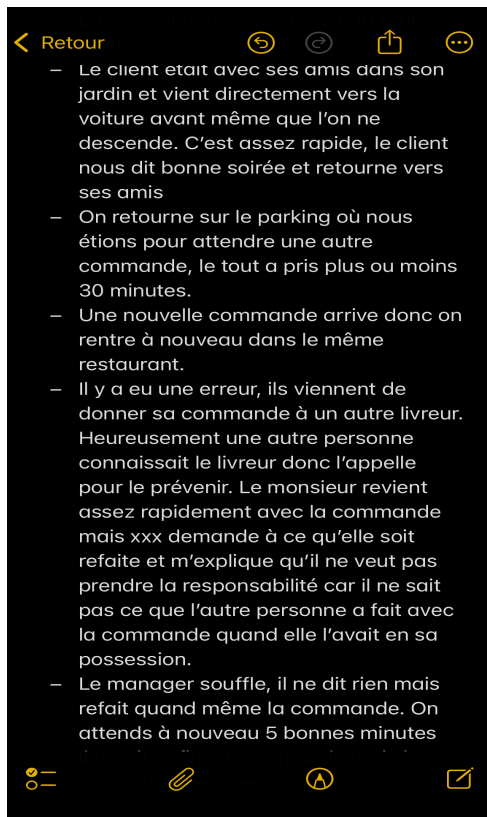 Retour
– Le client était avec ses amis dans son
jardin et vient directement vers la
voiture avant même que l’on ne
descende. C’est assez rapide, le client
nous dit bonne soirée et retourne vers
ses amis
– On retourne sur le parking où nous
étions pour attendre une autre
commande, le tout a pris plus ou moins
30 minutes.
– Une nouvelle commande arrive donc on
rentre à nouveau dans le même
restaurant.
– Il y a eu une erreur, ils viennent de
donner sa commande à un autre livreur.
Heureusement une autre personne
connaissait le livreur donc l’appelle
pour le prévenir. Le monsieur revient
assez rapidement avec la commande
mais xxx demande à ce qu’elle soit
refaite et m’explique qu’il ne veut pas
prendre la responsabilité car il ne sait
pas ce que l’autre personne a fait avec
la commande quand elle l’avait en sa
possession.
– Le manager souffle, il ne dit rien mais
refait quand même la commande. On
attends à nouveau 5 bonnes minutes